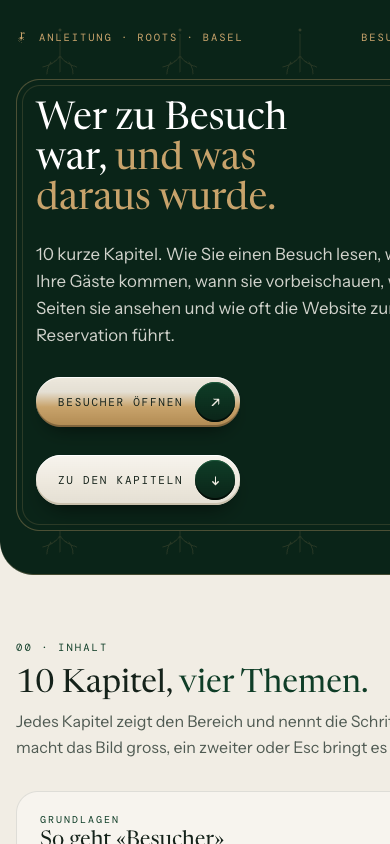 ANLEITUNG · ROOTS · BASEL
BESU
Wer zu Besuch
war, und was
daraus wurde.
10 kurze Kapitel. Wie Sie einen Besuch lesen, w
Ihre Gäste kommen, wann sie vorbeischauen, w
Seiten sie ansehen und wie oft die Website zu
Reservation führt.
BESUCHER ÖFFNEN
ZU DEN KAPITELN
00 · INHALT
10 Kapitel, vier Themen.
Jedes Kapitel zeigt den Bereich und nennt die Schri
macht das Bild gross, ein zweiter oder Esc bringt es
GRUNDLAGEN
So geht «Besucher»